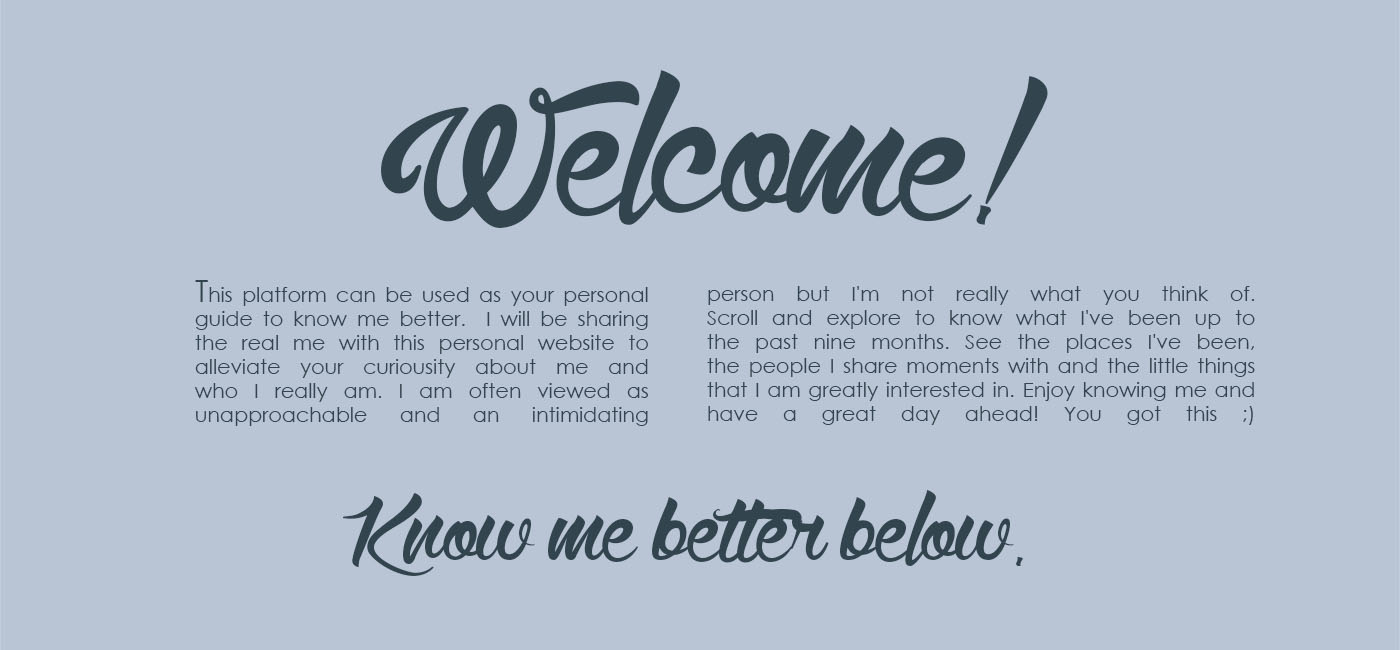 Welcome!
This platform can be used as your personal
guide to know me better. I will be sharing
the real me with this personal website to
alleviate your curiousity about me and
who I really am. I am often viewed as
unapproachable and an intimidating
person but I'm not really what you think of.
Scroll and explore to know what I've been up to
the past nine months. See the places I've been,
the people I share moments with and the little things
that I am greatly interested in. Enjoy knowing me and
have a great day ahead! You got this ;)
Know me better below.